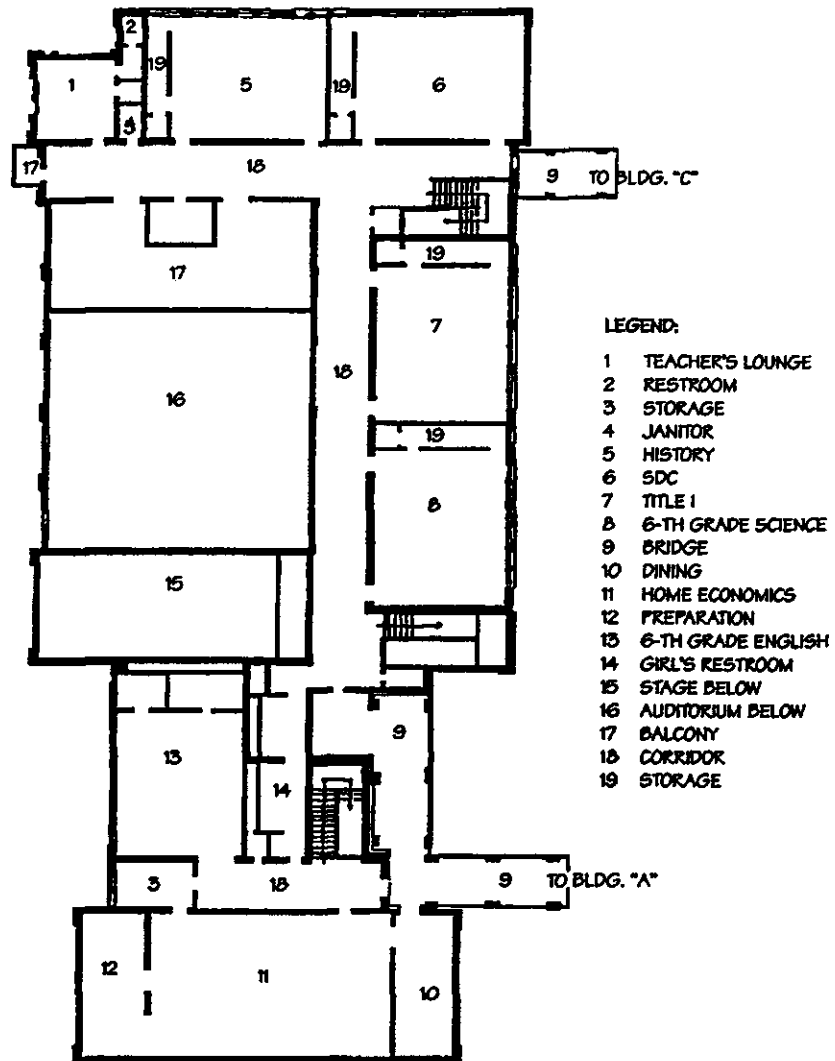 2
19
1
5
19
6
4
3
17
18
9 TO BLDG. "C"
17
19
7
LEGEND:
1 TEACHER'S LOUNGE
2 RESTROOM
3 STORAGE
4 JANITOR
5 HISTORY
6 SDC
7 TITLE I
8 6-TH GRADE SCIENCE
9 BRIDGE
10 DINING
11 HOME ECONOMICS
12 PREPARATION
13 6-TH GRADE ENGLISH
14 GIRL'S RESTROOM
15 STAGE BELOW
16 AUDITORIUM BELOW
17 BALCONY
18 CORRIDOR
19 STORAGE
18
16
19
8
15
9
13
14
3
18
9 TO BLDG. "A"
12
11
10